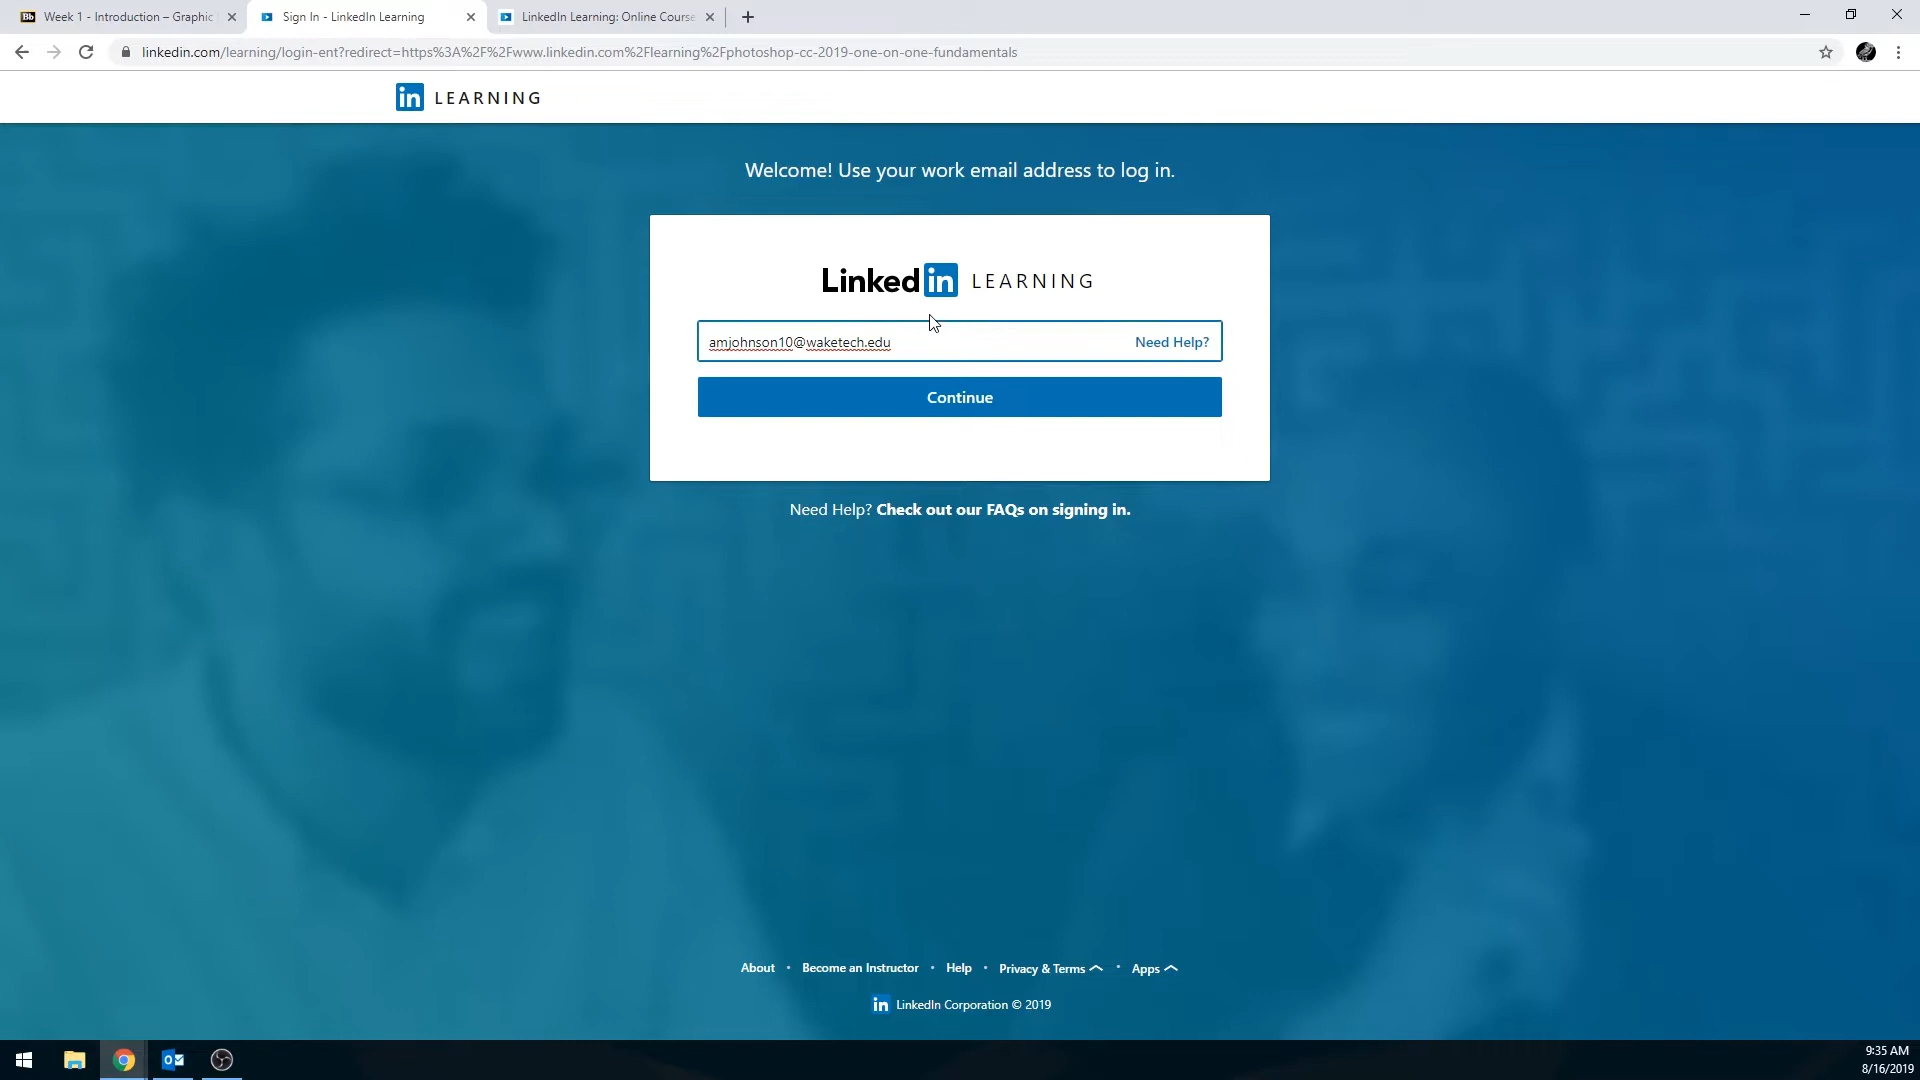 Week 1 - Introduction – Graphic
Sign In - LinkedIn Learning
LinkedIn Learning: Online Course
linkedin.com/learning/login-ent?redirect=https%3A%2F%2Fwww.linkedin.com%2Flearning%2Fphotoshop-cc-2019-one-on-one-fundamentals
in LEARNING
Welcome! Use your work email address to log in.
Linked in LEARNING
amjohnson10@waketech.edu Need Help?
Continue
Need Help? Check out our FAQs on signing in.
About • Become an Instructor • Help • Privacy & Terms • Apps
in LinkedIn Corporation © 2019
9:35 AM
8/16/2019